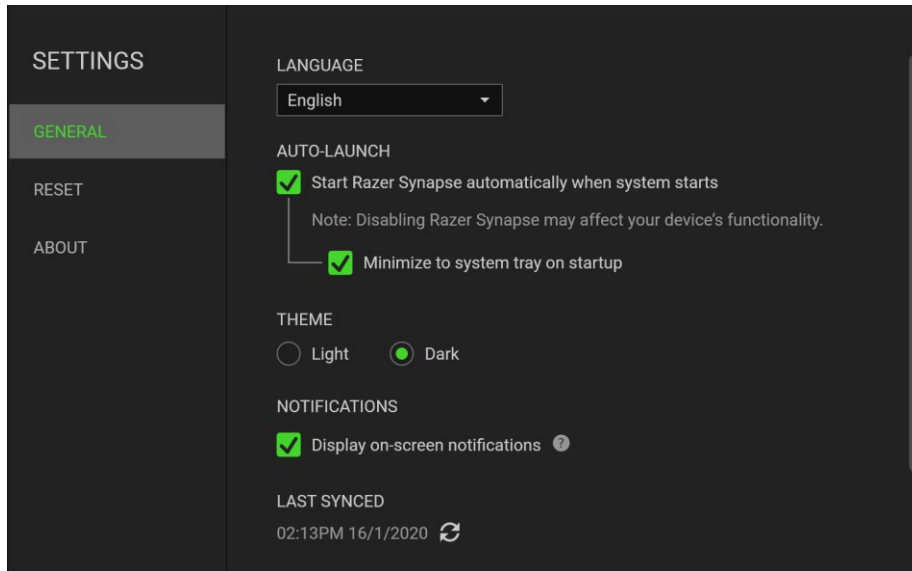 SETTINGS
GENERAL
RESET
ABOUT
LANGUAGE
English
AUTO-LAUNCH
Start Razer Synapse automatically when system starts
Note: Disabling Razer Synapse may affect your device’s functionality.
Minimize to system tray on startup
THEME
Light Dark
NOTIFICATIONS
Display on-screen notifications ?
LAST SYNCED
02:13PM 16/1/2020